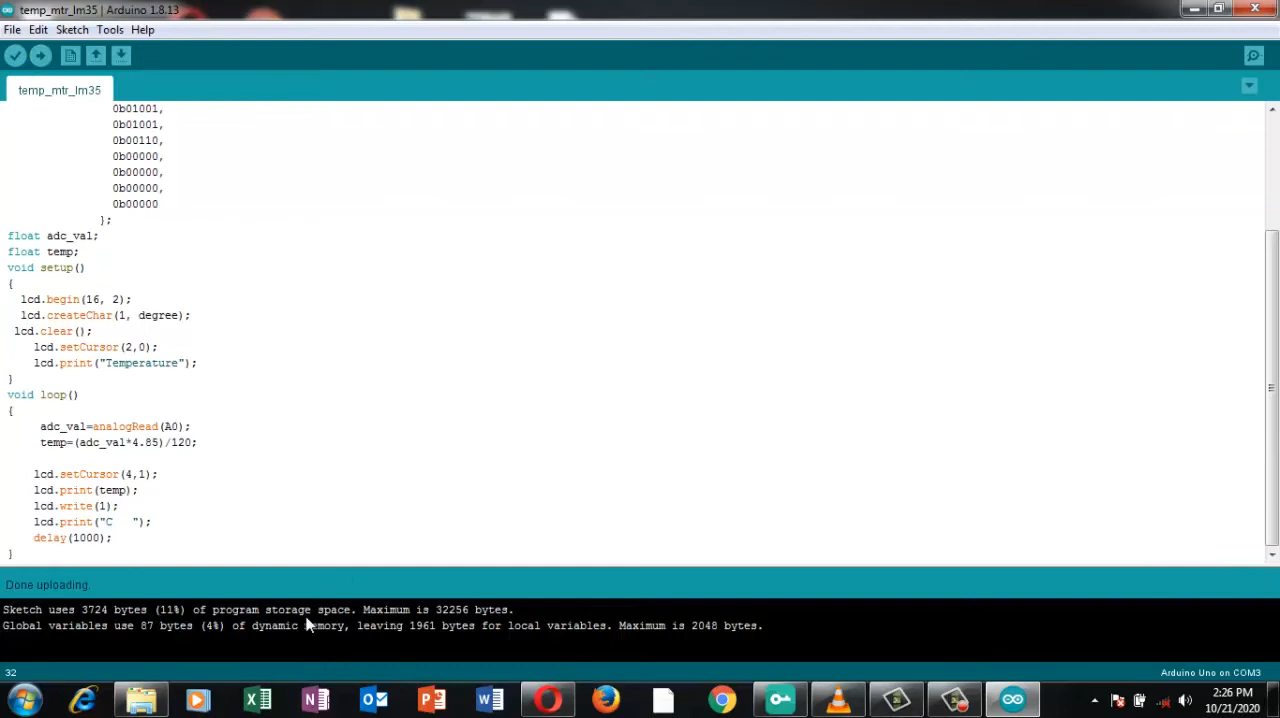 temp_mtr_lm35 | Arduino 1.8.13
File Edit Sketch Tools Help
temp_mtr_lm35
0b01001,
0b01001,
0b00110,
0b00000,
0b00000,
0b00000,
0b00000
};
float adc_val;
float temp;
void setup()
{
lcd.begin(16, 2);
lcd.createChar(1, degree);
lcd.clear();
lcd.setCursor(2,0);
lcd.print("Temperature");
}
void loop()
{
adc_val=analogRead(A0);
temp=(adc_val*4.85)/120;
lcd.setCursor(4,1);
lcd.print(temp);
lcd.write(1);
lcd.print("C   ");
delay(1000);
}
Done uploading.
Sketch uses 3724 bytes (11%) of program storage space. Maximum is 32256 bytes.
Global variables use 87 bytes (4%) of dynamic memory, leaving 1961 bytes for local variables. Maximum is 2048 bytes.
32 Arduino Uno on COM3
2:26 PM
10/21/2020